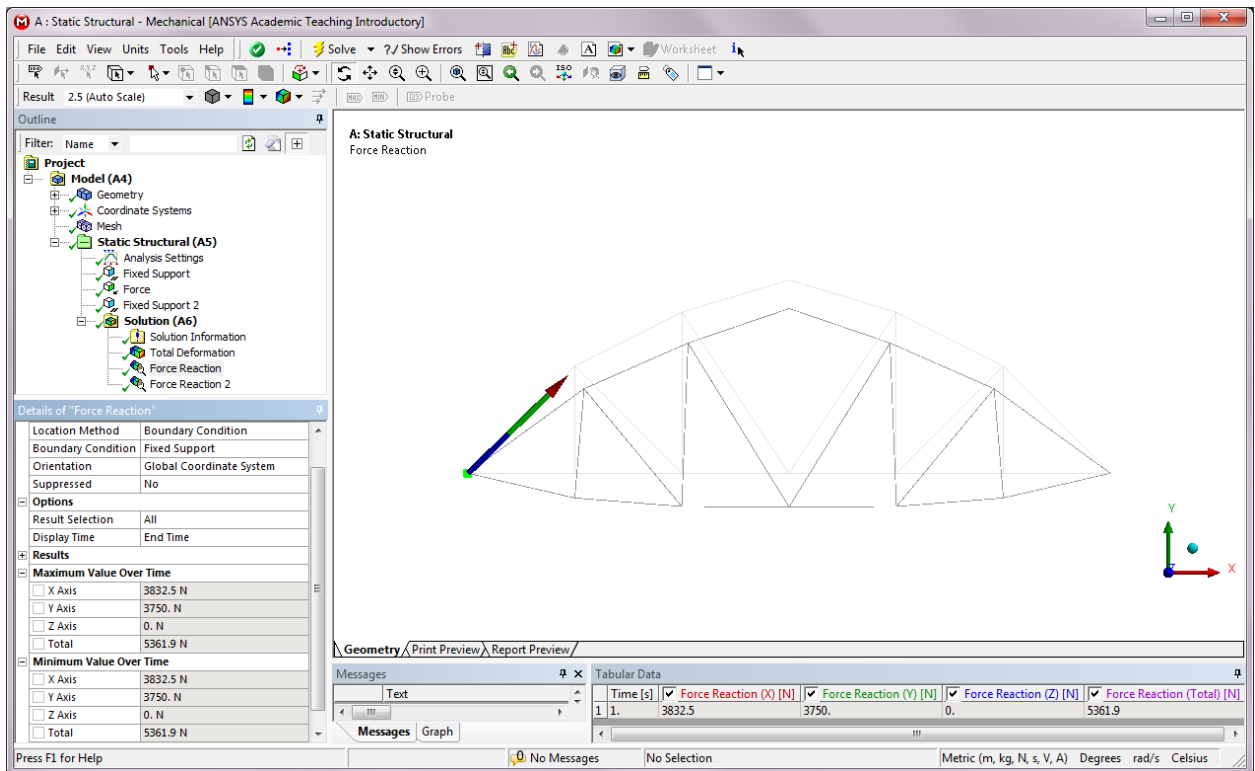 A : Static Structural - Mechanical [ANSYS Academic Teaching Introductory]
File Edit View Units Tools Help Solve ?/ Show Errors Worksheet
Result 2.5 (Auto Scale) MAX MIN 123 Probe
Outline
Filter: Name
Project
Model (A4)
Geometry
Coordinate Systems
Mesh
Static Structural (A5)
Analysis Settings
Fixed Support
Force
Fixed Support 2
Solution (A6)
Solution Information
Total Deformation
Force Reaction
Force Reaction 2
Details of "Force Reaction"
Location Method Boundary Condition
Boundary Condition Fixed Support
Orientation Global Coordinate System
Suppressed No
Options
Result Selection All
Display Time End Time
Results
Maximum Value Over Time
X Axis 3832.5 N
Y Axis 3750. N
Z Axis 0. N
Total 5361.9 N
Minimum Value Over Time
X Axis 3832.5 N
Y Axis 3750. N
Z Axis 0. N
Total 5361.9 N
A: Static Structural
Force Reaction
Y
Z
X
Geometry Print Preview Report Preview
Messages
Text
Messages Graph
Tabular Data
Time [s] Force Reaction (X) [N] Force Reaction (Y) [N] Force Reaction (Z) [N] Force Reaction (Total) [N]
1 1. 3832.5 3750. 0. 5361.9
Press F1 for Help No Messages No Selection Metric (m, kg, N, s, V, A) Degrees rad/s Celsius